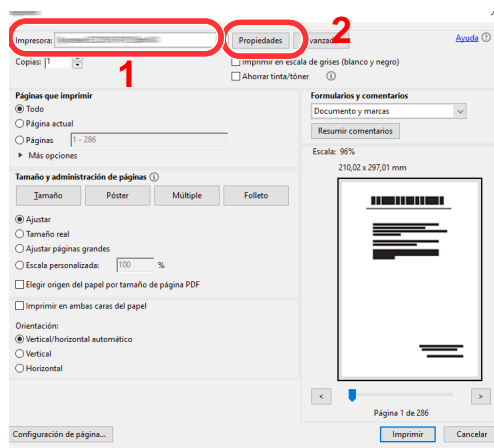 2
Impresora:
Propiedades
Ayuda
Copias: 1
1
Imprimir en escala de grises (blanco y negro)
Ahorrar tinta/tóner
Páginas que imprimir
Todo
Página actual
Páginas 1 - 286
Más opciones
Formularios y comentarios
Documento y marcas
Resumir comentarios
Escala: 96%
210,02 x 297,01 mm
Tamaño y administración de páginas
Tamaño Póster Múltiple Folleto
Ajustar
Tamaño real
Ajustar páginas grandes
Escala personalizada: 100 %
Elegir origen del papel por tamaño de página PDF
Imprimir en ambas caras del papel
Orientación:
Vertical/horizontal automático
Vertical
Horizontal
< >
Página 1 de 286
Configuración de página...
Imprimir Cancelar